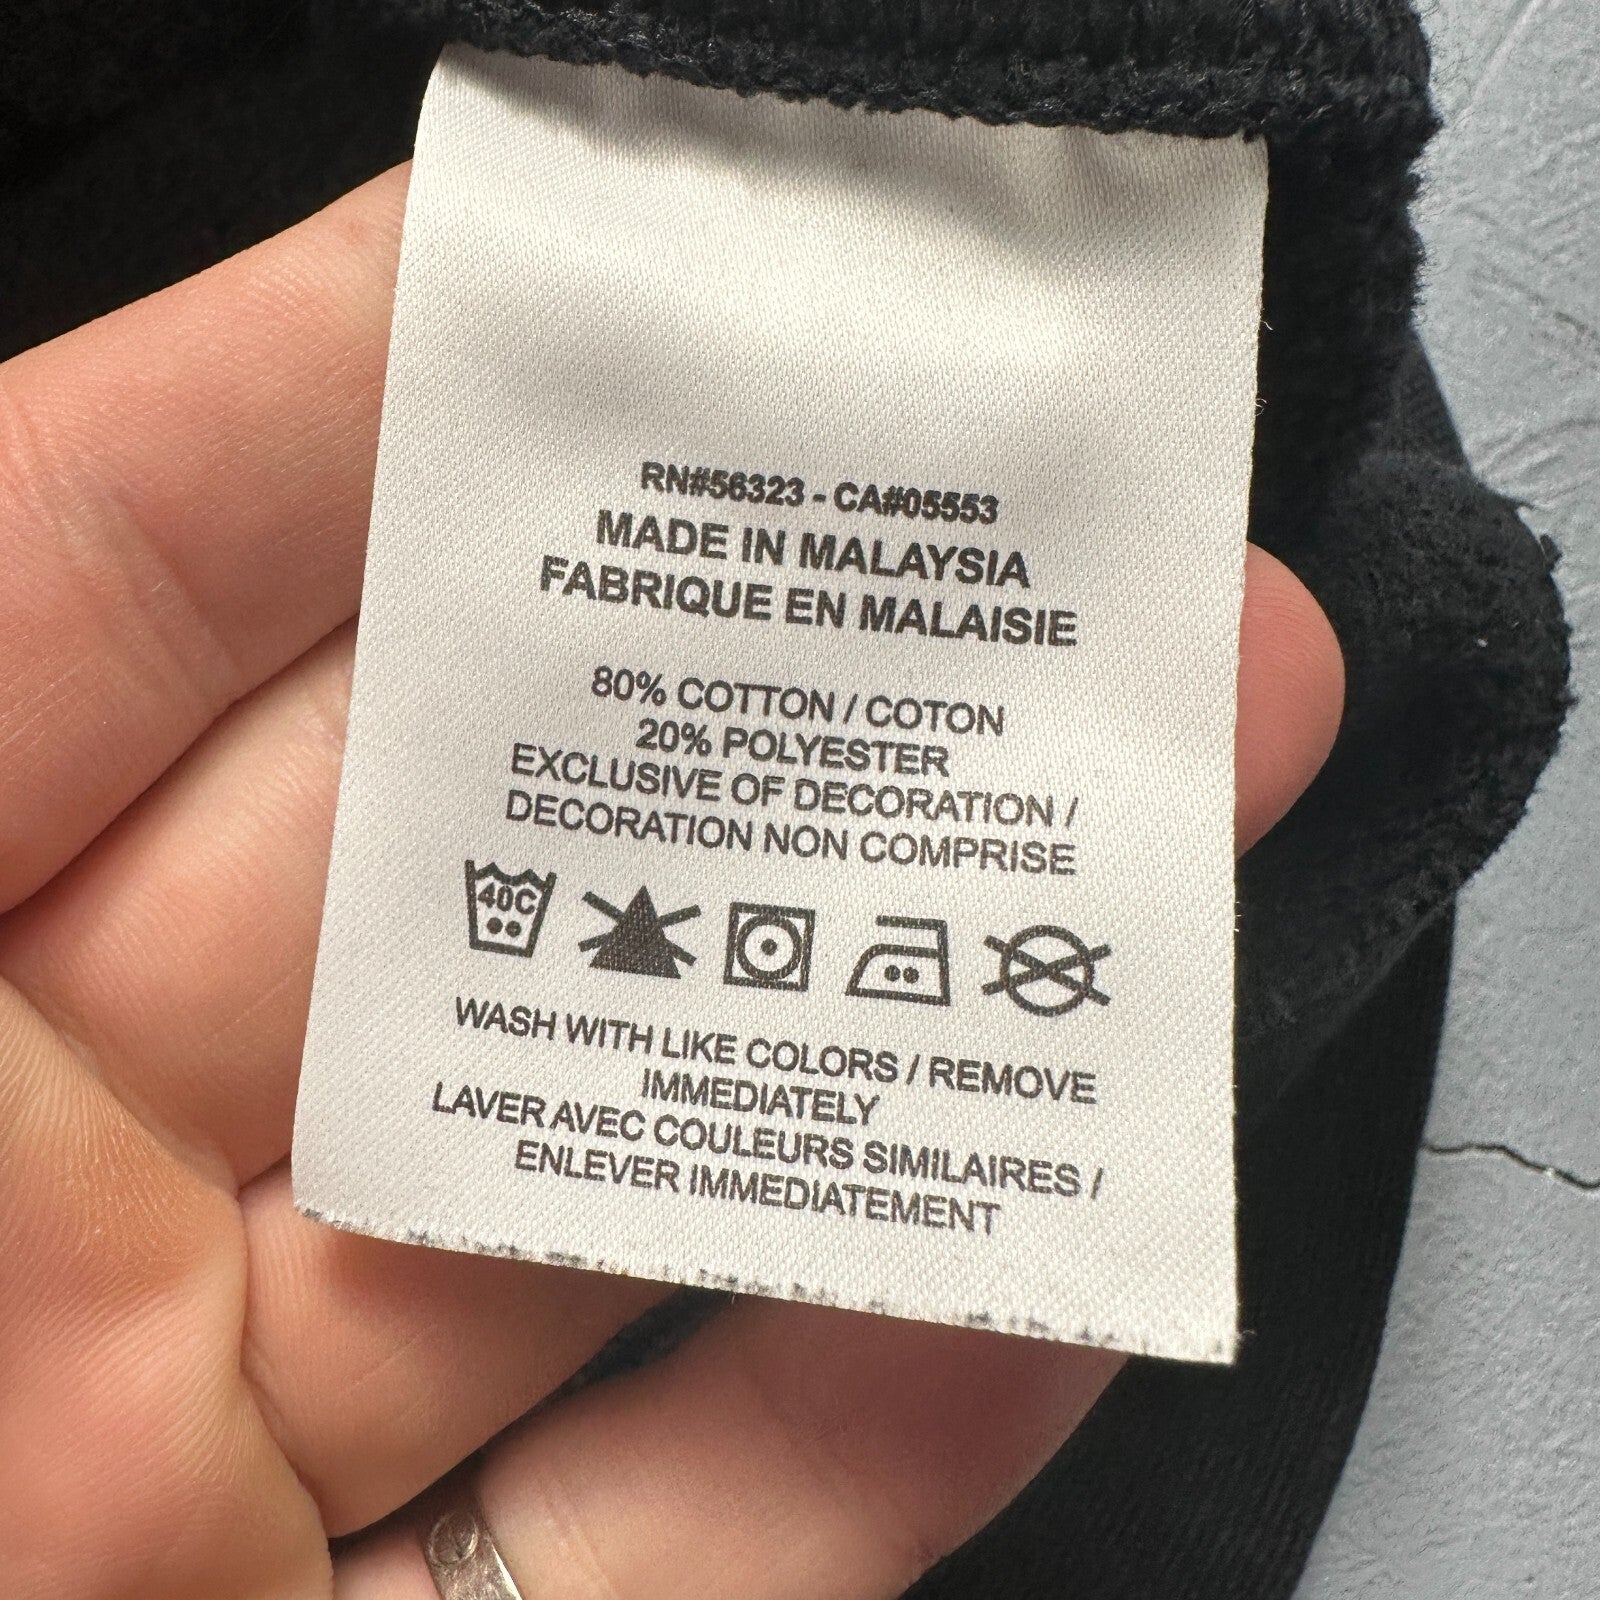 RN#56323 - CA#05553
MADE IN MALAYSIA
FABRIQUE EN MALAISIE
80% COTTON / COTON
20% POLYESTER
EXCLUSIVE OF DECORATION /
DECORATION NON COMPRISE
40C
WASH WITH LIKE COLORS / REMOVE
IMMEDIATELY
LAVER AVEC COULEURS SIMILAIRES /
ENLEVER IMMEDIATEMENT